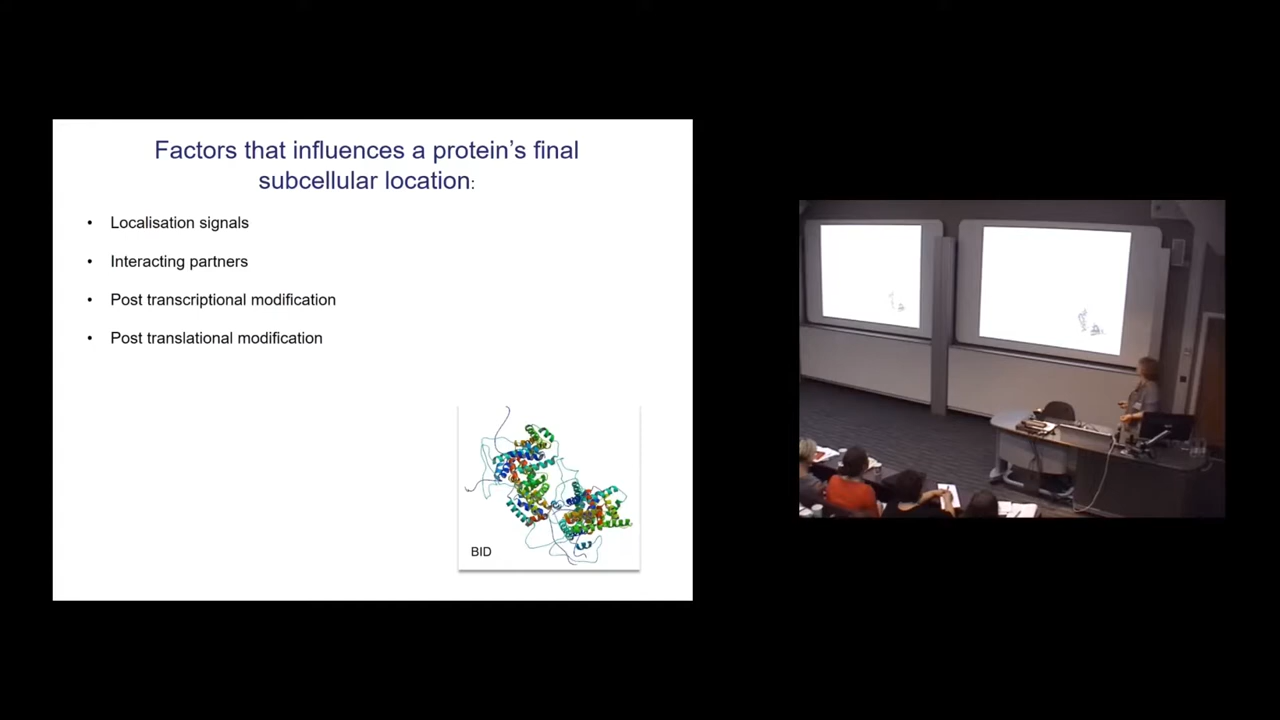 Factors that influences a protein's final
subcellular location:
• Localisation signals
• Interacting partners
• Post transcriptional modification
• Post translational modification
BID